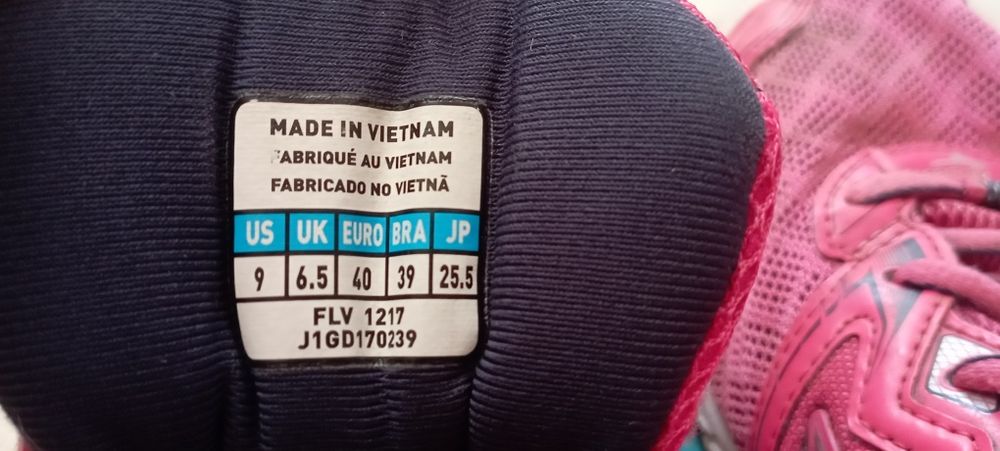 MADE IN VIETNAM
FABRIQUÉ AU VIETNAM
FABRICADO NO VIETNÃ
US UK EURO BRA JP
9 6.5 40 39 25.5
FLV 1217
J1GD170239